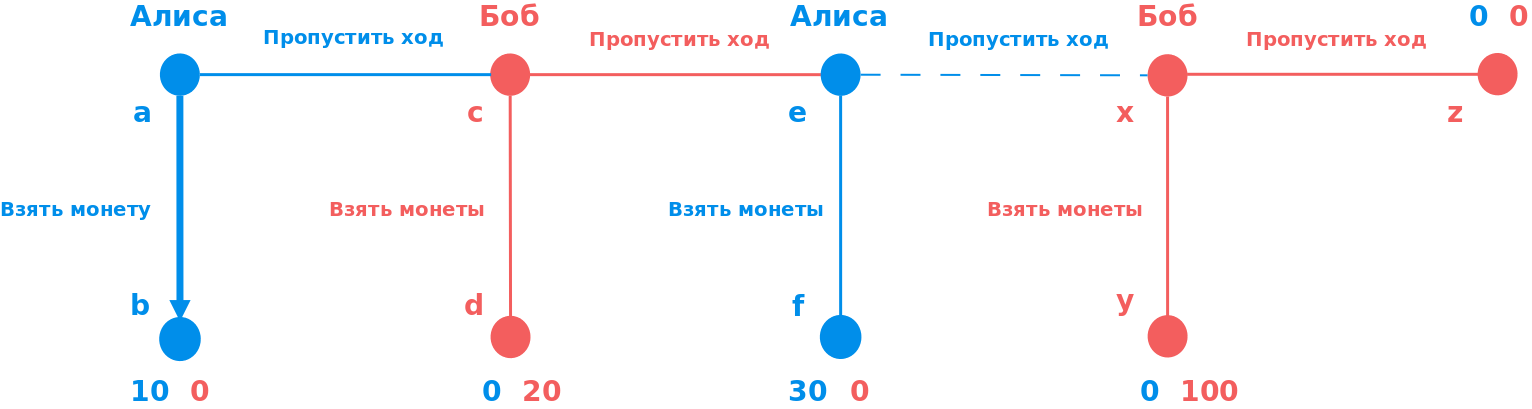 Алиса Боб Алиса Боб 0 0
Пропустить ход Пропустить ход Пропустить ход Пропустить ход
a c e x z
Взять монету Взять монеты Взять монеты Взять монеты
b d f y
10 0 0 20 30 0 0 100